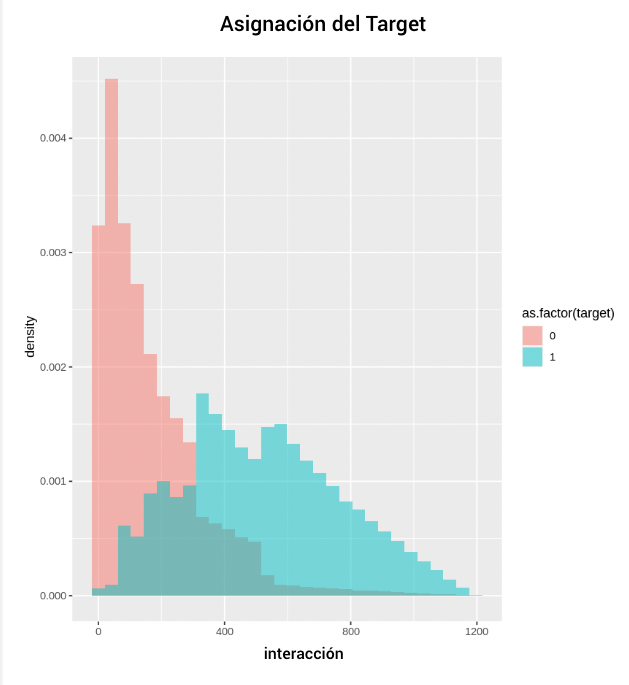 Asignación del Target
0.004
0.003
0.002
0.001
0.000
density
0
400
800
1200
interacción
as.factor(target)
0
1